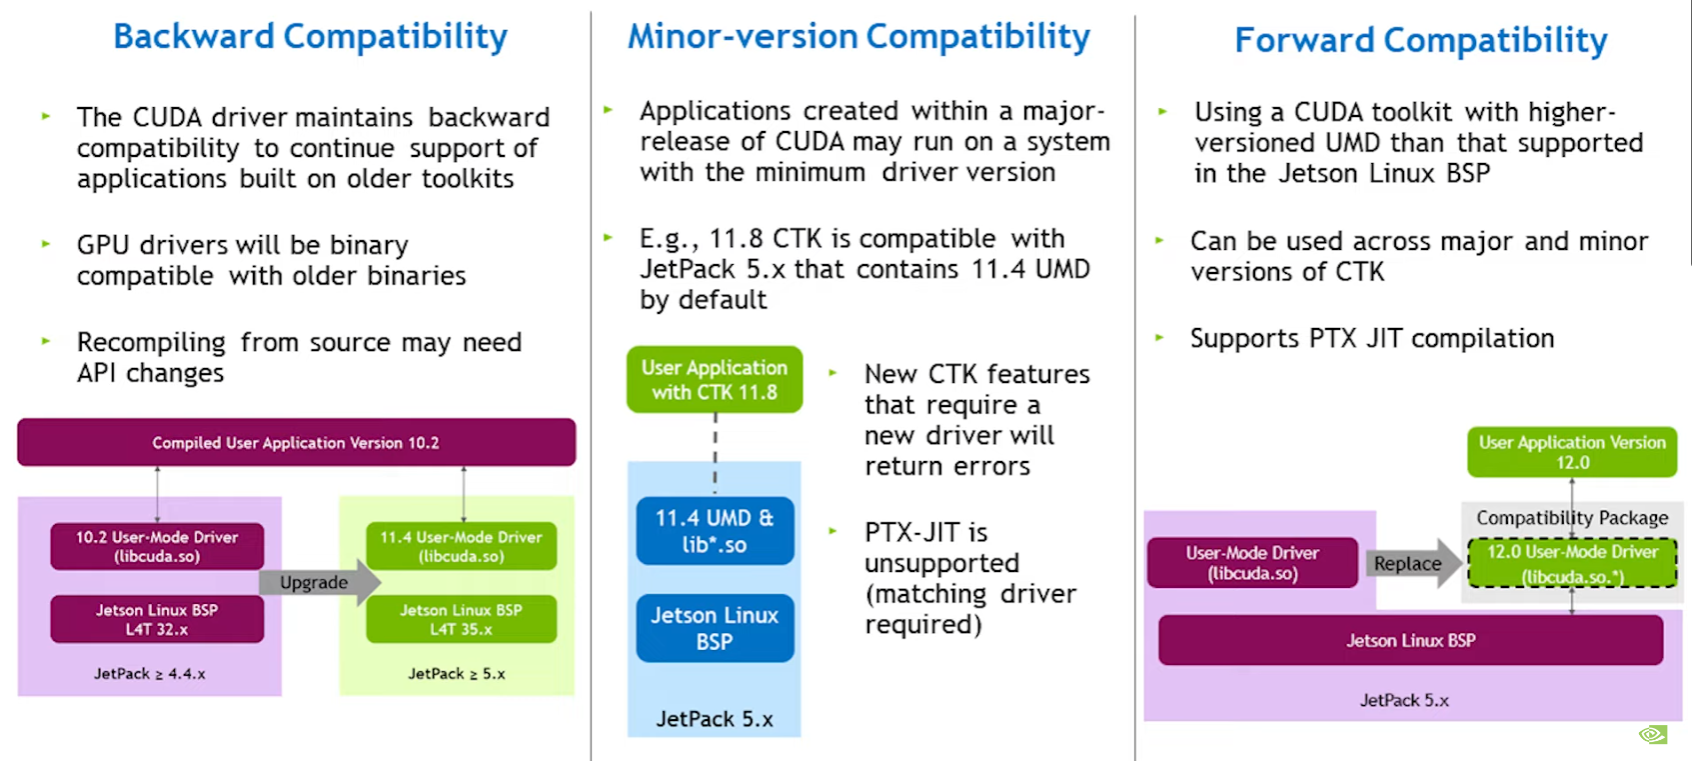 Backward Compatibility
The CUDA driver maintains backward
compatibility to continue support of
applications built on older toolkits
GPU drivers will be binary
compatible with older binaries
Recompiling from source may need
API changes
Compiled User Application Version 10.2
10.2 User-Mode Driver
(libcuda.so)
Upgrade
11.4 User-Mode Driver
(libcuda.so)
Jetson Linux BSP
L4T 32.x
Jetson Linux BSP
L4T 35.x
JetPack ≥ 4.4.x
JetPack ≥ 5.x
Minor-version Compatibility
Applications created within a major-
release of CUDA may run on a system
with the minimum driver version
E.g., 11.8 CTK is compatible with
JetPack 5.x that contains 11.4 UMD
by default
User Application
with CTK 11.8
11.4 UMD &
lib*.so
Jetson Linux
BSP
JetPack 5.x
New CTK features
that require a
new driver will
return errors
PTX-JIT is
unsupported
(matching driver
required)
Forward Compatibility
Using a CUDA toolkit with higher-
versioned UMD than that supported
in the Jetson Linux BSP
Can be used across major and minor
versions of CTK
Supports PTX JIT compilation
User Application Version
12.0
Compatibility Package
User-Mode Driver
(libcuda.so)
Replace
12.0 User-Mode Driver
(libcuda.so.*)
Jetson Linux BSP
JetPack 5.x